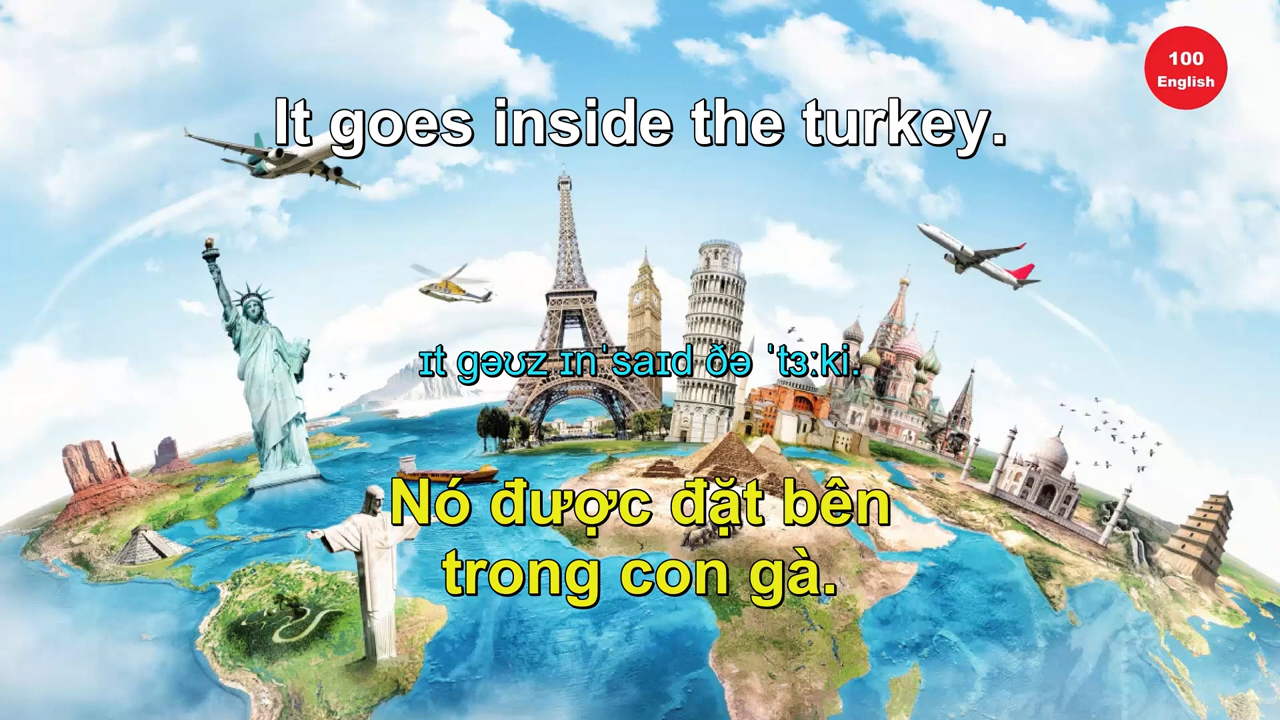 100
English
It goes inside the turkey.
ɪt gəʊz ɪnˈsaɪd ðə ˈtɜːki.
Nó được đặt bên
trong con gà.